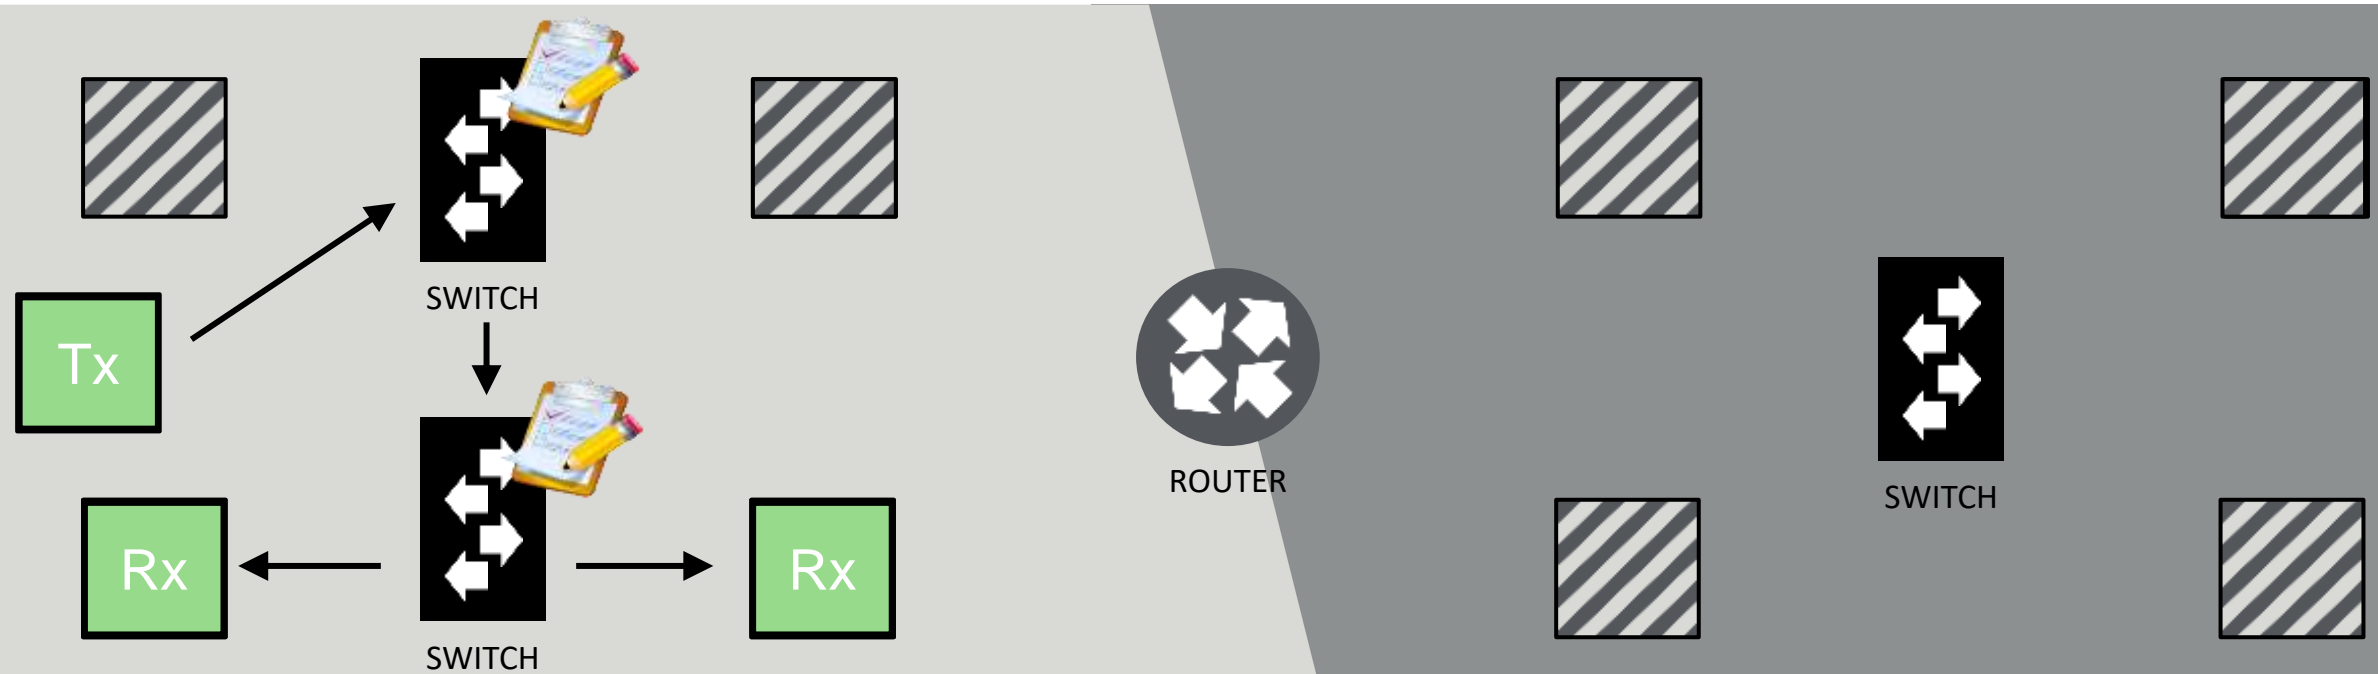 SWITCH
Tx
SWITCH
Rx
Rx
ROUTER
SWITCH